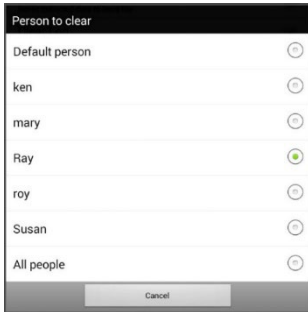 Person to clear
Default person
ken
mary
Ray
roy
Susan
All people
Cancel